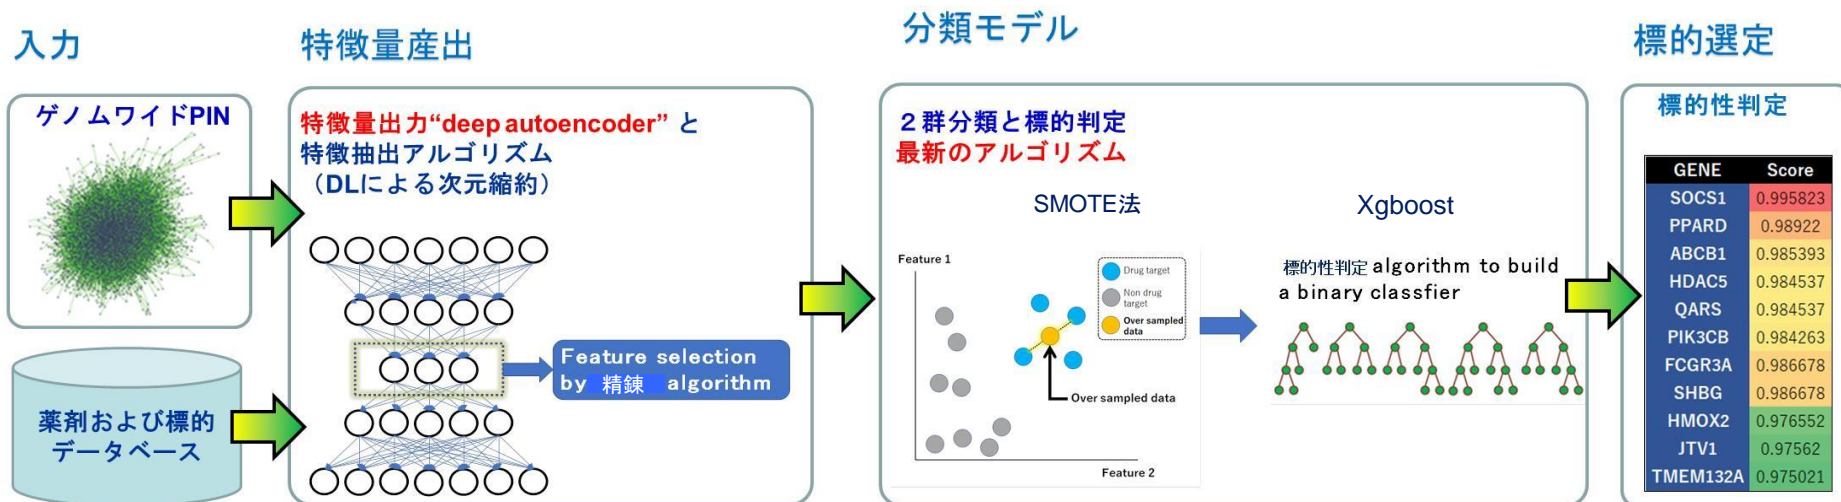 入力
ゲノムワイドPIN
薬剤および標的
データベース
特徴量産出
特徴量出力“deep autoencoder” と
特徴抽出アルゴリズム
（DLによる次元縮約）
Feature selection
by 精錬 algorithm
分類モデル
２群分類と標的判定
最新のアルゴリズム
SMOTE法
Feature 1
Drug target
Non drug
target
Over sampled
data
Over sampled data
Feature 2
Xgboost
標的性判定 algorithm to build
a binary classfier
標的選定
標的性判定
GENE Score
SOCS1 0.995823
PPARD 0.98922
ABCB1 0.985393
HDAC5 0.984537
QARS 0.984537
PIK3CB 0.984263
FCGR3A 0.986678
SHBG 0.986678
HMOX2 0.976552
JTV1 0.97562
TMEM132A 0.975021